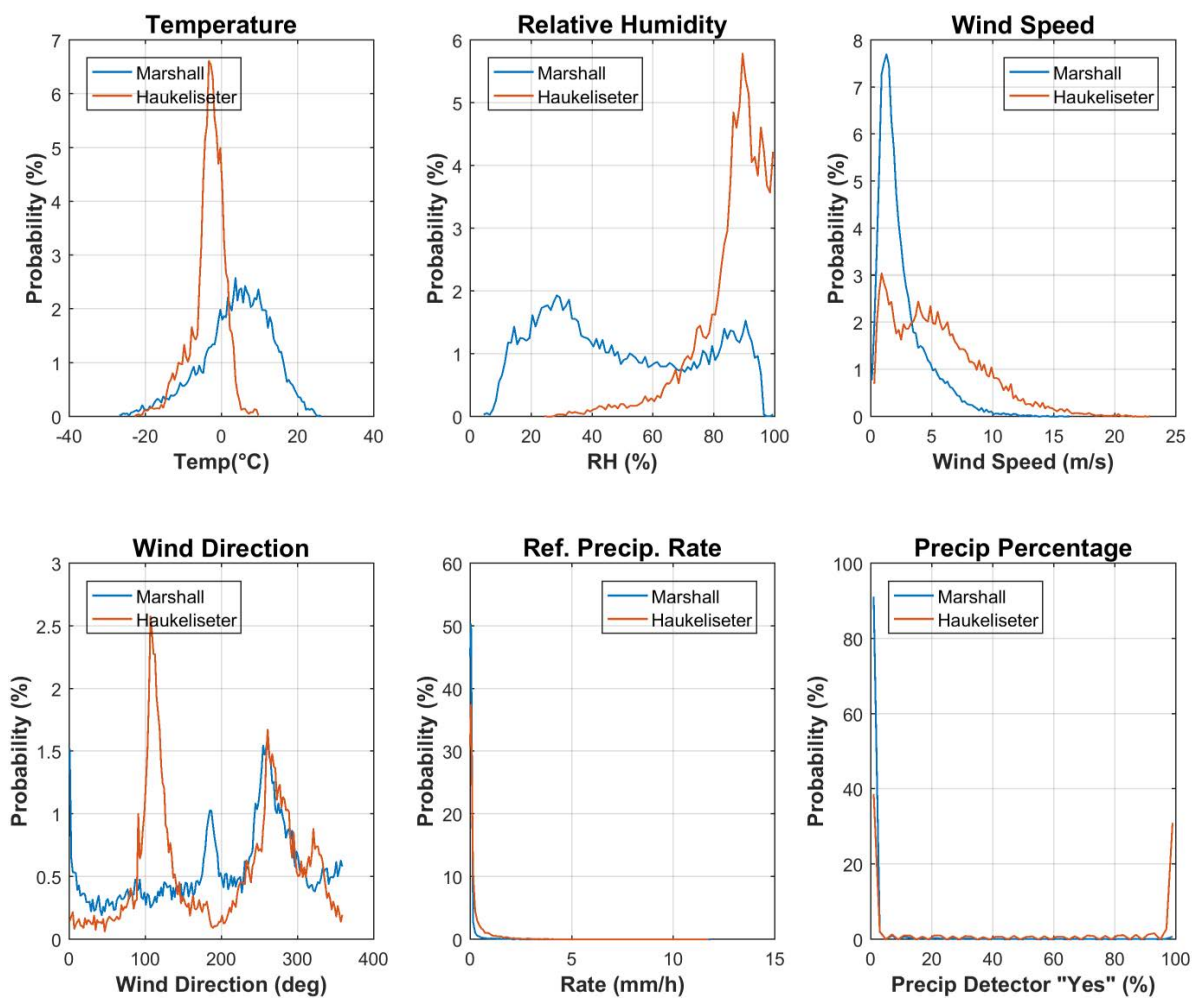 Temperature
Marshall
Haukeliseter
7
6
5
4
3
2
1
0
-40
-20
0
20
40
Probability (%)
Temp(°C)
Relative Humidity
Marshall
Haukeliseter
6
5
4
3
2
1
0
0
20
40
60
80
100
Probability (%)
RH (%)
Wind Speed
Marshall
Haukeliseter
8
7
6
5
4
3
2
1
0
0
5
10
15
20
25
Probability (%)
Wind Speed (m/s)
Wind Direction
Marshall
Haukeliseter
3
2.5
2
1.5
1
0.5
0
0
100
200
300
400
Probability (%)
Wind Direction (deg)
Ref. Precip. Rate
Marshall
Haukeliseter
60
50
40
30
20
10
0
0
5
10
15
Probability (%)
Rate (mm/h)
Precip Percentage
Marshall
Haukeliseter
100
80
60
40
20
0
0
20
40
60
80
100
Probability (%)
Precip Detector "Yes" (%)